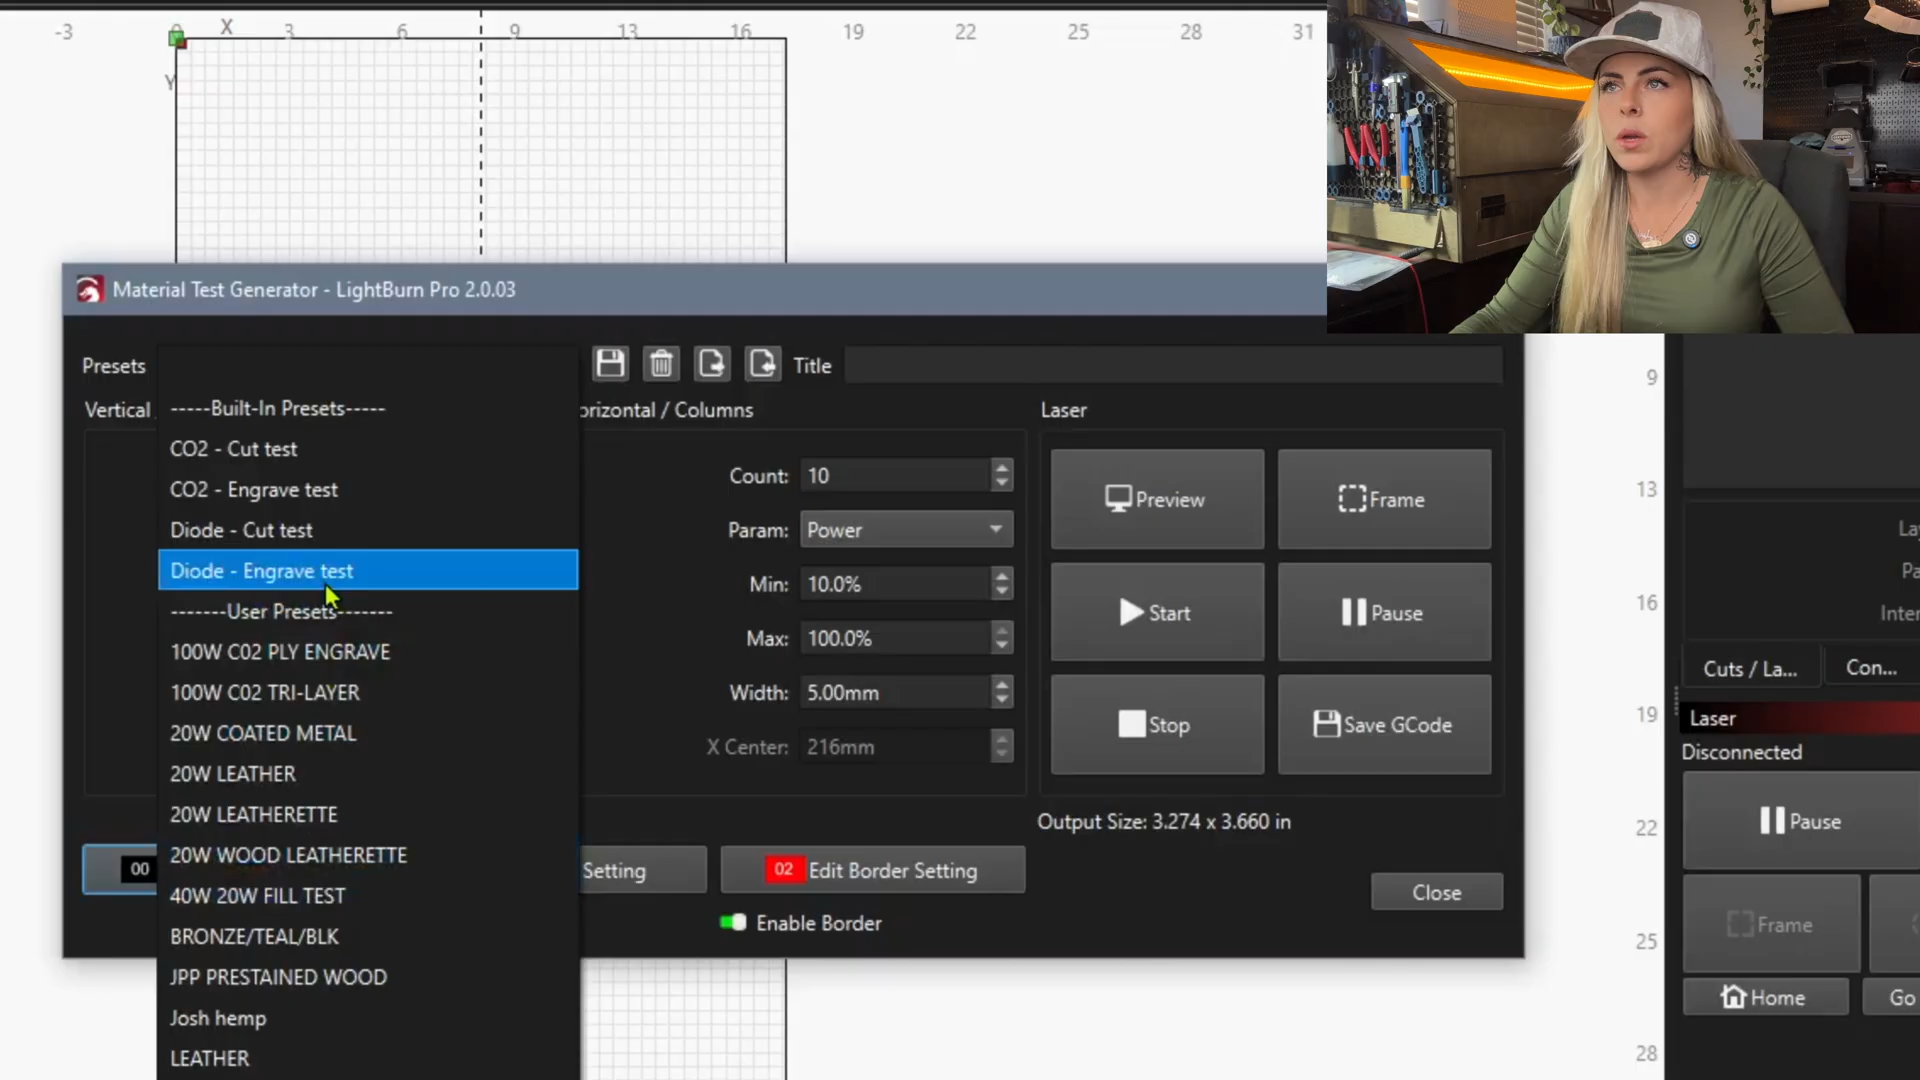 -3 0 X 3 6 9 13 16 19 22 25 28 31
Y
Material Test Generator - LightBurn Pro 2.0.03
Presets
Title
Vertical
orizontal / Columns
Laser
-----Built-In Presets-----
CO2 - Cut test
CO2 - Engrave test
Diode - Cut test
Diode - Engrave test
-------User Presets-------
100W C02 PLY ENGRAVE
100W C02 TRI-LAYER
20W COATED METAL
20W LEATHER
20W LEATHERETTE
20W WOOD LEATHERETTE
40W 20W FILL TEST
BRONZE/TEAL/BLK
JPP PRESTAINED WOOD
Josh hemp
LEATHER
Count: 10
Param: Power
Min: 10.0%
Max: 100.0%
Width: 5.00mm
X Center: 216mm
Preview
Frame
Start
Pause
Stop
Save GCode
Output Size: 3.274 x 3.660 in
00
Setting
02 Edit Border Setting
Enable Border
Close
9
13
16
19
22
25
28
Lay
Pa
Inter
Cuts / La...
Con...
Laser
Disconnected
Pause
Frame
Home
Go